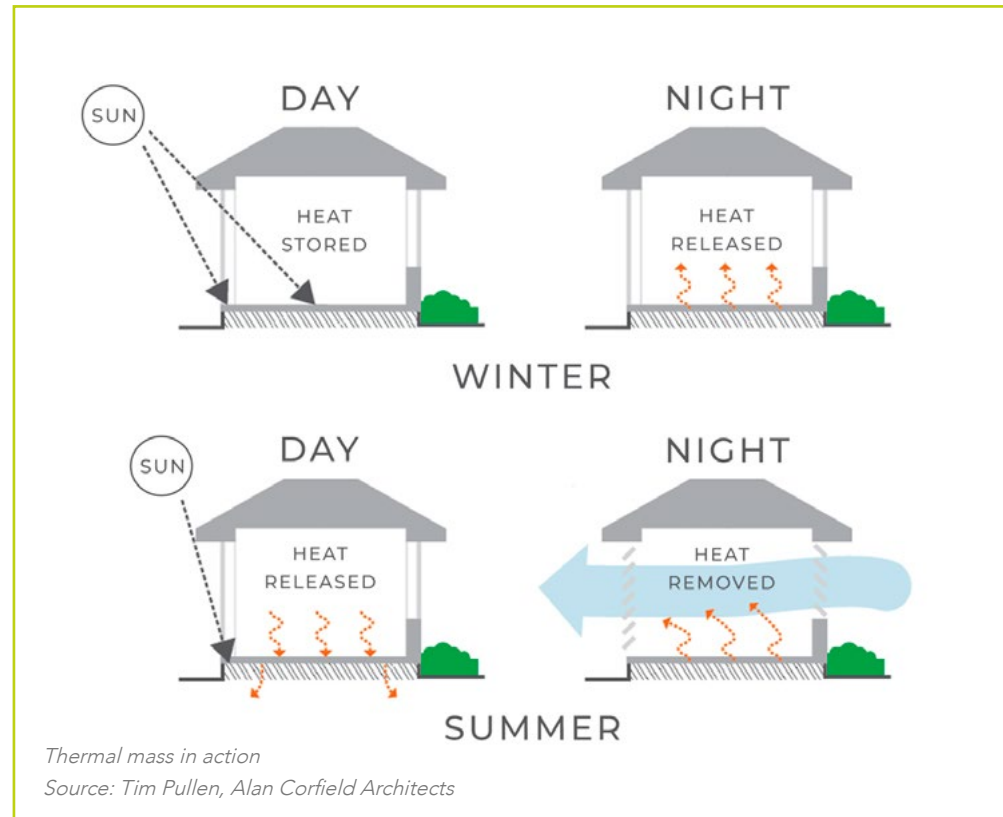 DAY
NIGHT
SUN
HEAT
STORED
HEAT
RELEASED
WINTER
DAY
NIGHT
SUN
HEAT
RELEASED
HEAT
REMOVED
SUMMER
Thermal mass in action
Source: Tim Pullen, Alan Corfield Architects